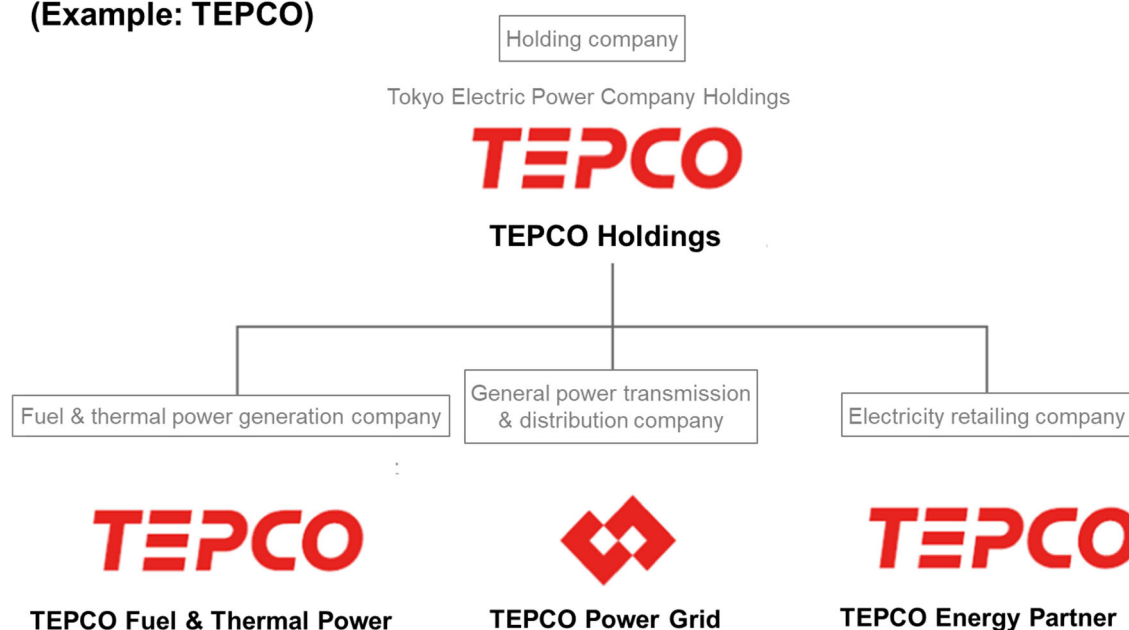 (Example: TEPCO)
Holding company
Tokyo Electric Power Company Holdings
TEPCO
TEPCO Holdings
Fuel & thermal power generation company
General power transmission
& distribution company
Electricity retailing company
TEPCO
TEPCO
TEPCO Fuel & Thermal Power
TEPCO Power Grid
TEPCO Energy Partner